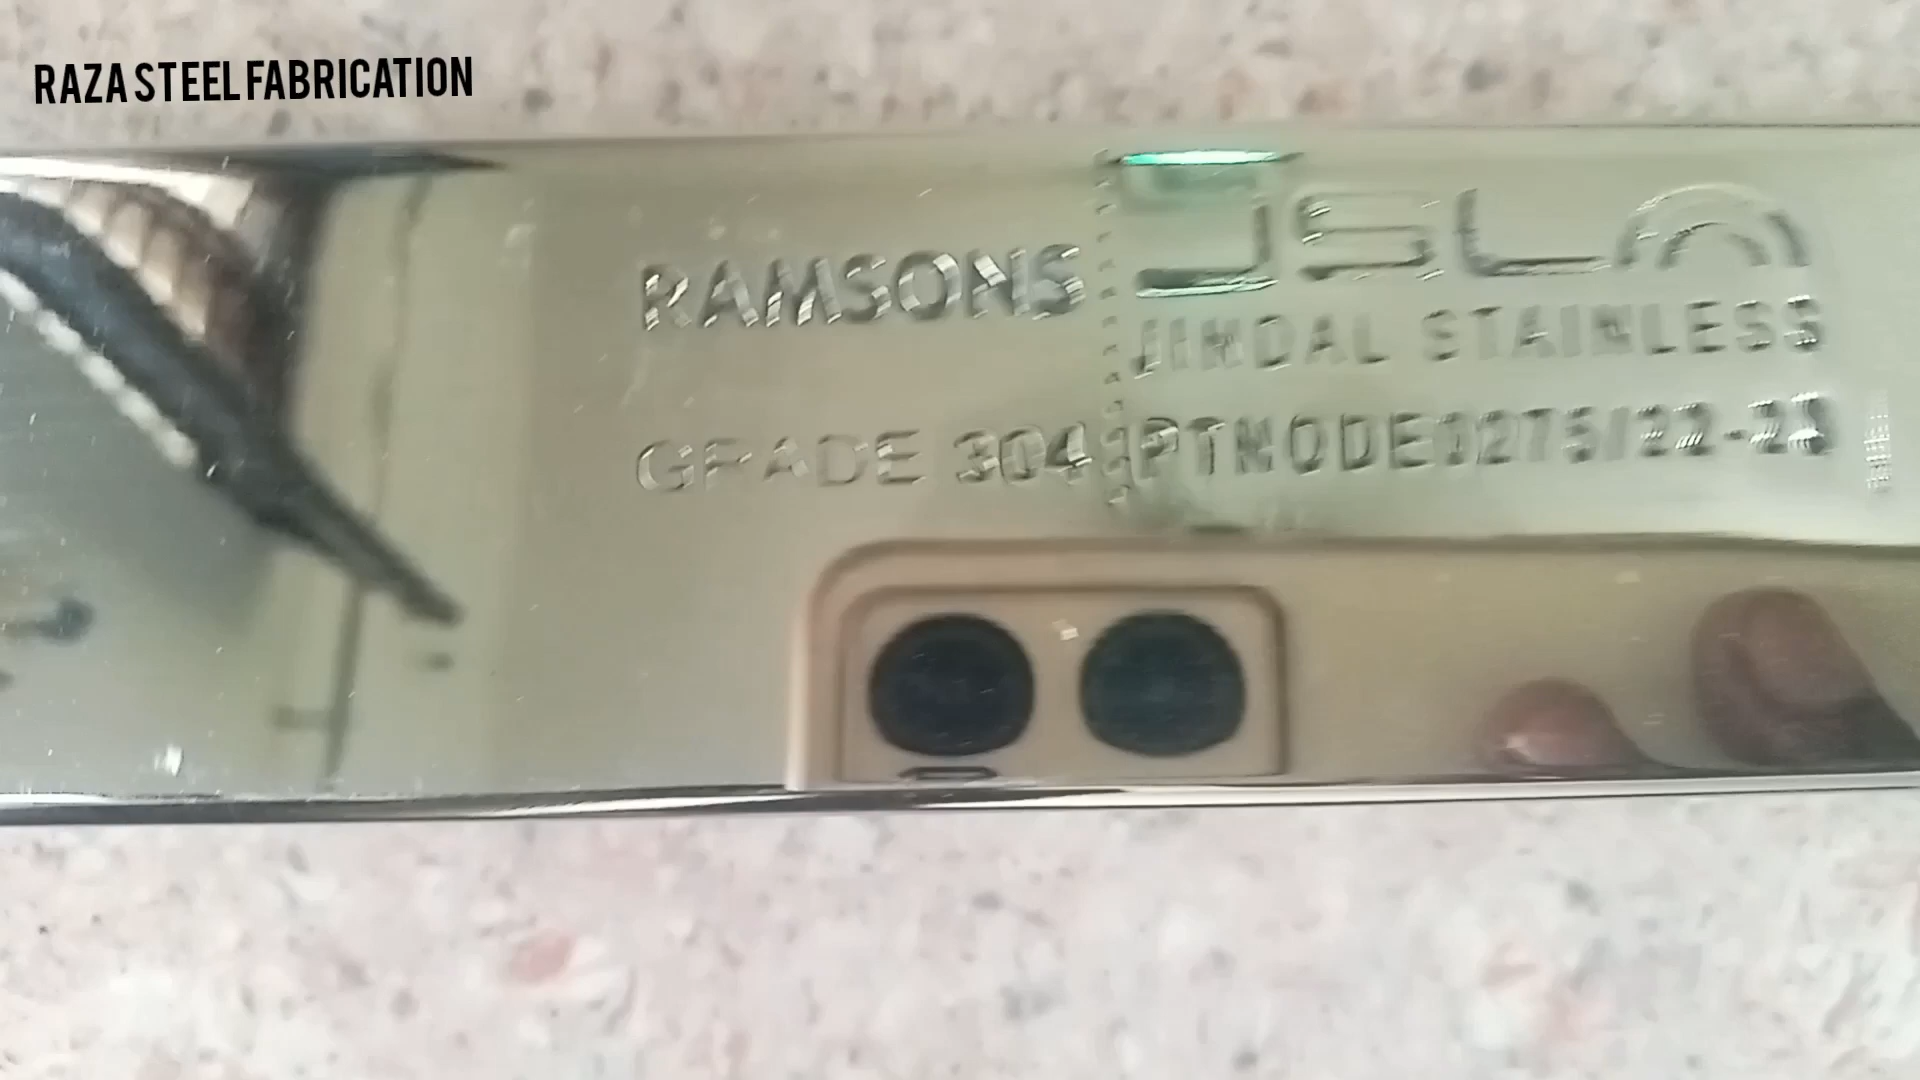 RAZA STEEL FABRICATION
RAMSONS
JSL
JINDAL STAINLESS
GRADE 304